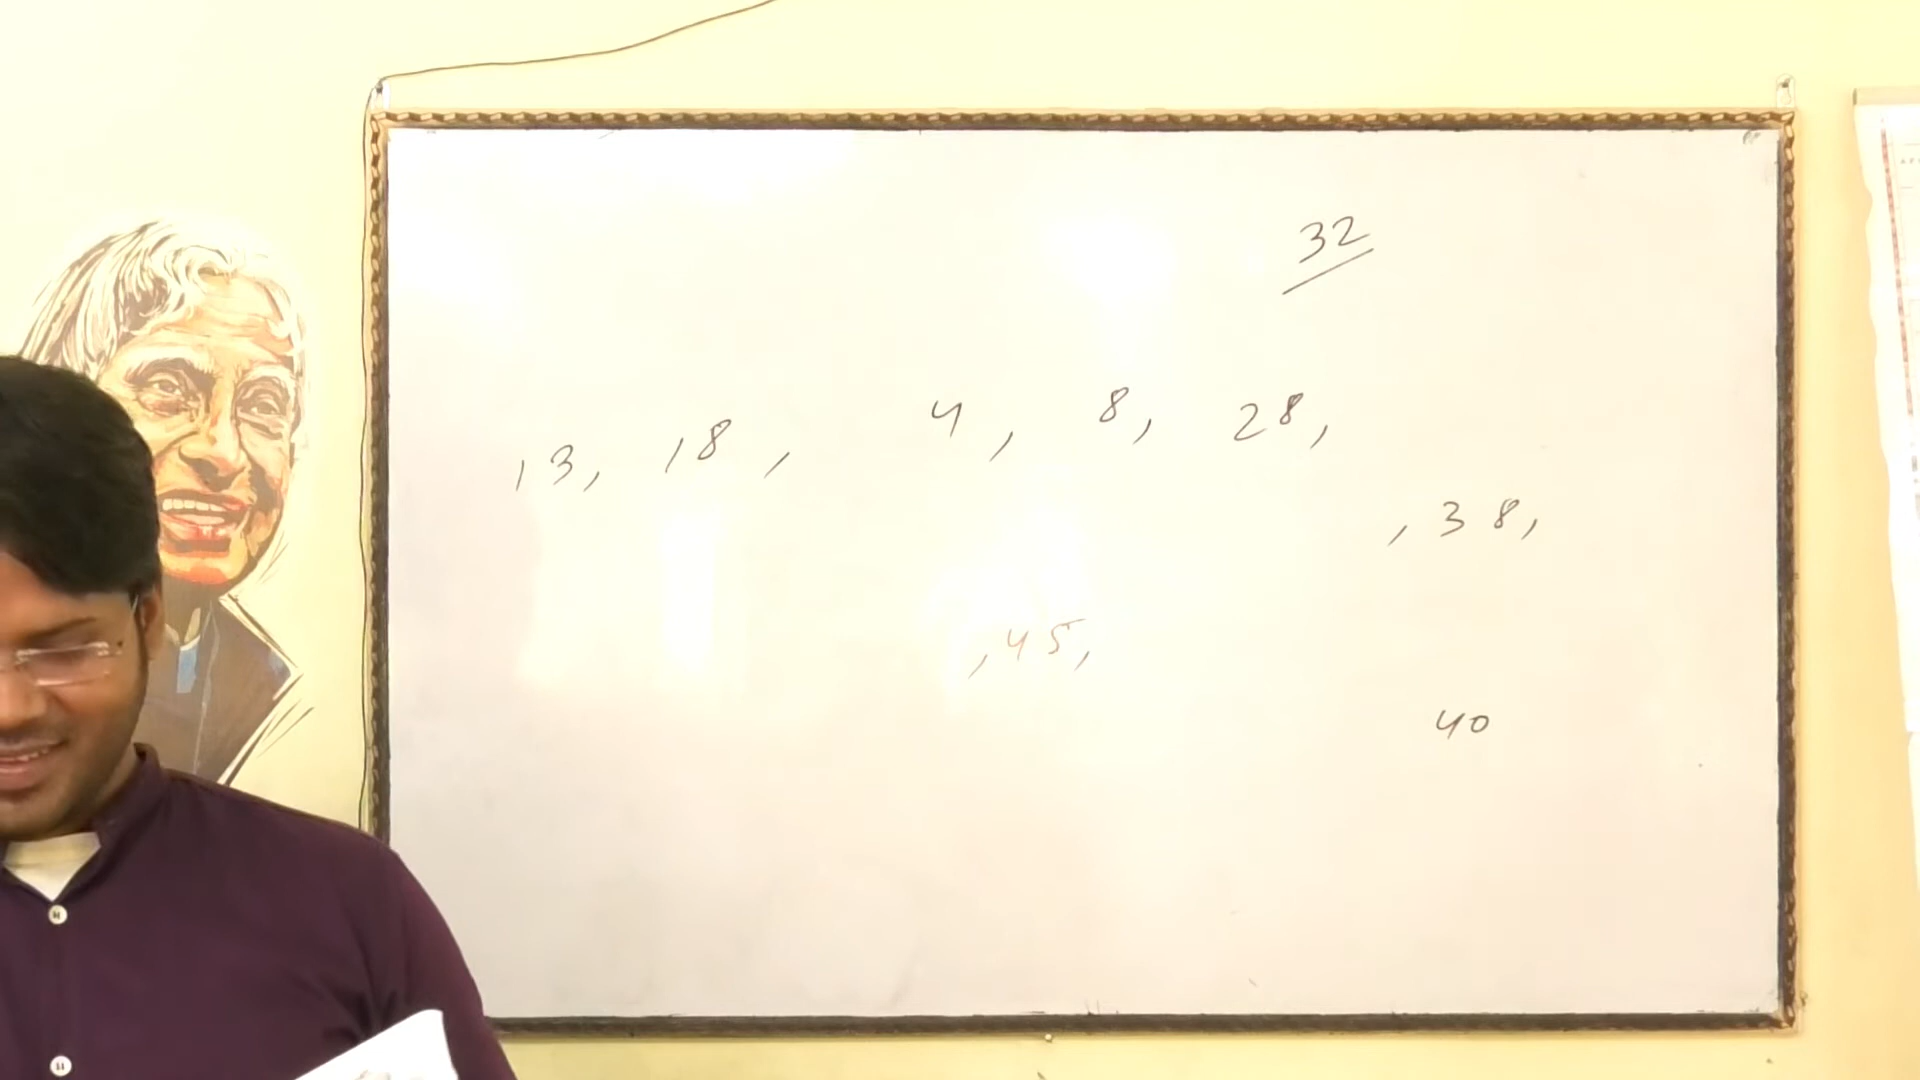 32
13, 18, 4, 8, 28,
, 38,
, 45,
40